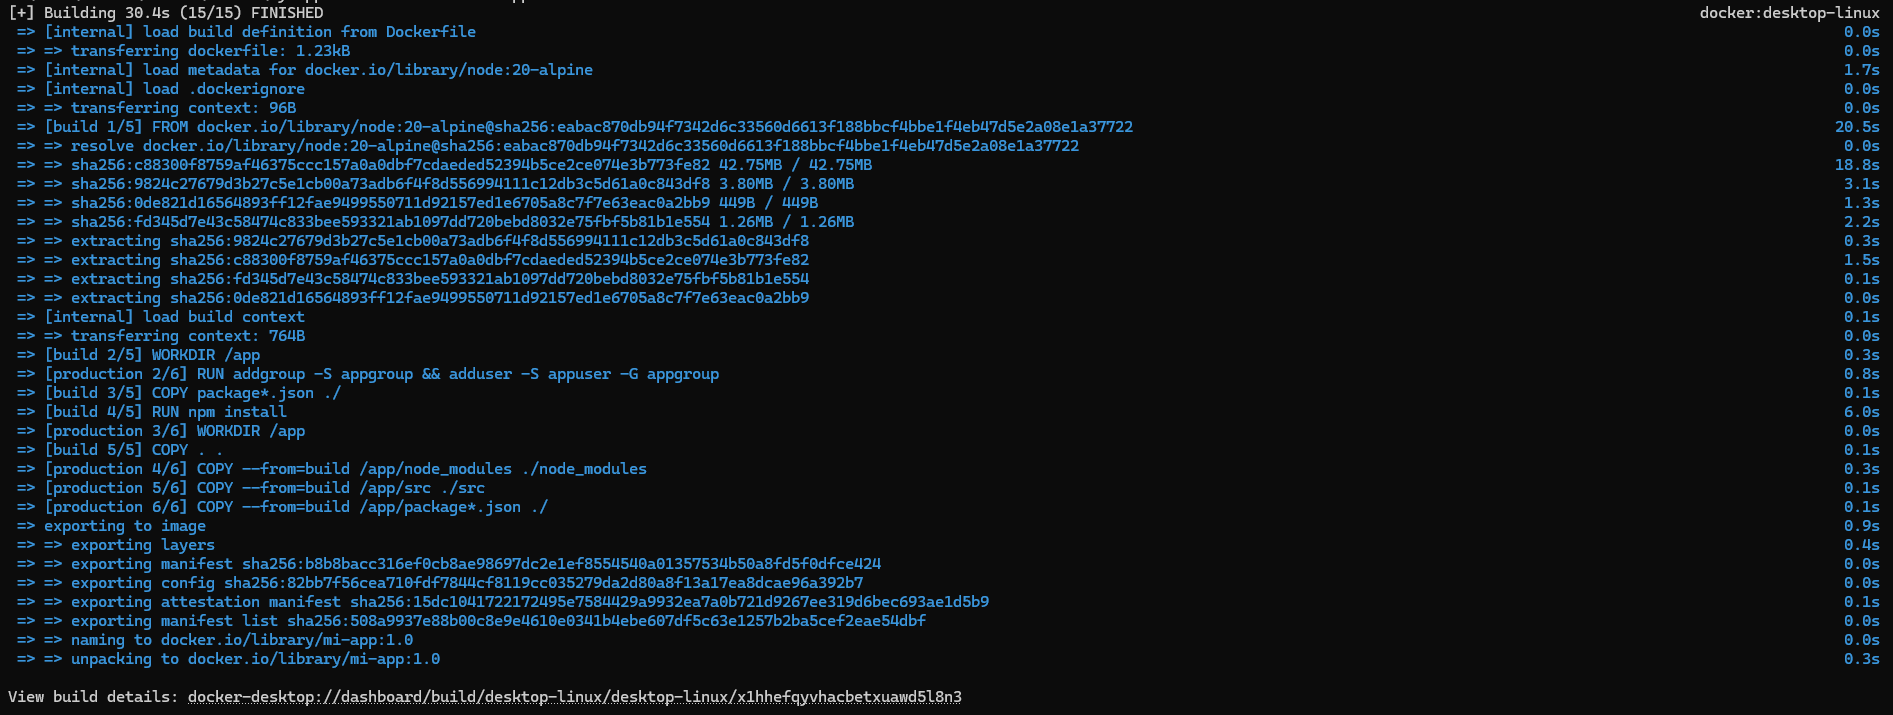 [+] Building 30.4s (15/15) FINISHED docker:desktop-linux
=> [internal] load build definition from Dockerfile 0.0s
=> => transferring dockerfile: 1.23kB 0.0s
=> [internal] load metadata for docker.io/library/node:20-alpine 1.7s
=> [internal] load .dockerignore 0.0s
=> => transferring context: 96B 0.0s
=> [build 1/5] FROM docker.io/library/node:20-alpine@sha256:eabac870db94f7342d6c33560d6613f188bbcf4bbe1f4eb47d5e2a08e1a37722 20.5s
=> => resolve docker.io/library/node:20-alpine@sha256:eabac870db94f7342d6c33560d6613f188bbcf4bbe1f4eb47d5e2a08e1a37722 0.0s
=> => sha256:c88300f8759af46375ccc157a0a0dbf7cdaeded52394b5ce2ce074e3b773fe82 42.75MB / 42.75MB 18.8s
=> => sha256:9824c27679d3b27c5e1cb00a73adb6f4f8d556994111c12db3c5d61a0c843df8 3.80MB / 3.80MB 3.1s
=> => sha256:0de821d16564893ff12fae9499550711d92157ed1e6705a8c7f7e63eac0a2bb9 449B / 449B 1.3s
=> => sha256:fd345d7e43c58474c833bee593321ab1097dd720bebd8032e75fbf5b81b1e554 1.26MB / 1.26MB 2.2s
=> => extracting sha256:9824c27679d3b27c5e1cb00a73adb6f4f8d556994111c12db3c5d61a0c843df8 0.3s
=> => extracting sha256:c88300f8759af46375ccc157a0a0dbf7cdaeded52394b5ce2ce074e3b773fe82 1.5s
=> => extracting sha256:fd345d7e43c58474c833bee593321ab1097dd720bebd8032e75fbf5b81b1e554 0.1s
=> => extracting sha256:0de821d16564893ff12fae9499550711d92157ed1e6705a8c7f7e63eac0a2bb9 0.0s
=> [internal] load build context 0.1s
=> => transferring context: 764B 0.0s
=> [build 2/5] WORKDIR /app 0.3s
=> [production 2/6] RUN addgroup -S appgroup && adduser -S appuser -G appgroup 0.8s
=> [build 3/5] COPY package*.json ./ 0.1s
=> [build 4/5] RUN npm install 6.0s
=> [production 3/6] WORKDIR /app 0.0s
=> [build 5/5] COPY . . 0.1s
=> [production 4/6] COPY --from=build /app/node_modules ./node_modules 0.3s
=> [production 5/6] COPY --from=build /app/src ./src 0.1s
=> [production 6/6] COPY --from=build /app/package*.json ./ 0.1s
=> exporting to image 0.9s
=> => exporting layers 0.4s
=> => exporting manifest sha256:b8b8bacc316ef0cb8ae98697dc2e1ef8554540a01357534b50a8fd5f0dfce424 0.0s
=> => exporting config sha256:82bb7f56cea710fdf7844cf8119cc035279da2d80a8f13a17ea8dcae96a392b7 0.0s
=> => exporting attestation manifest sha256:15dc1041722172495e7584429a9932ea7a0b721d9267ee319d6bec693ae1d5b9 0.1s
=> => exporting manifest list sha256:508a9937e88b00c8e9e4610e0341b4ebe607df5c63e1257b2ba5cef2eae54dbf 0.0s
=> => naming to docker.io/library/mi-app:1.0 0.0s
=> => unpacking to docker.io/library/mi-app:1.0 0.3s
View build details: docker-desktop://dashboard/build/desktop-linux/desktop-linux/x1hhefqyvhacbetxuawd5l8n3